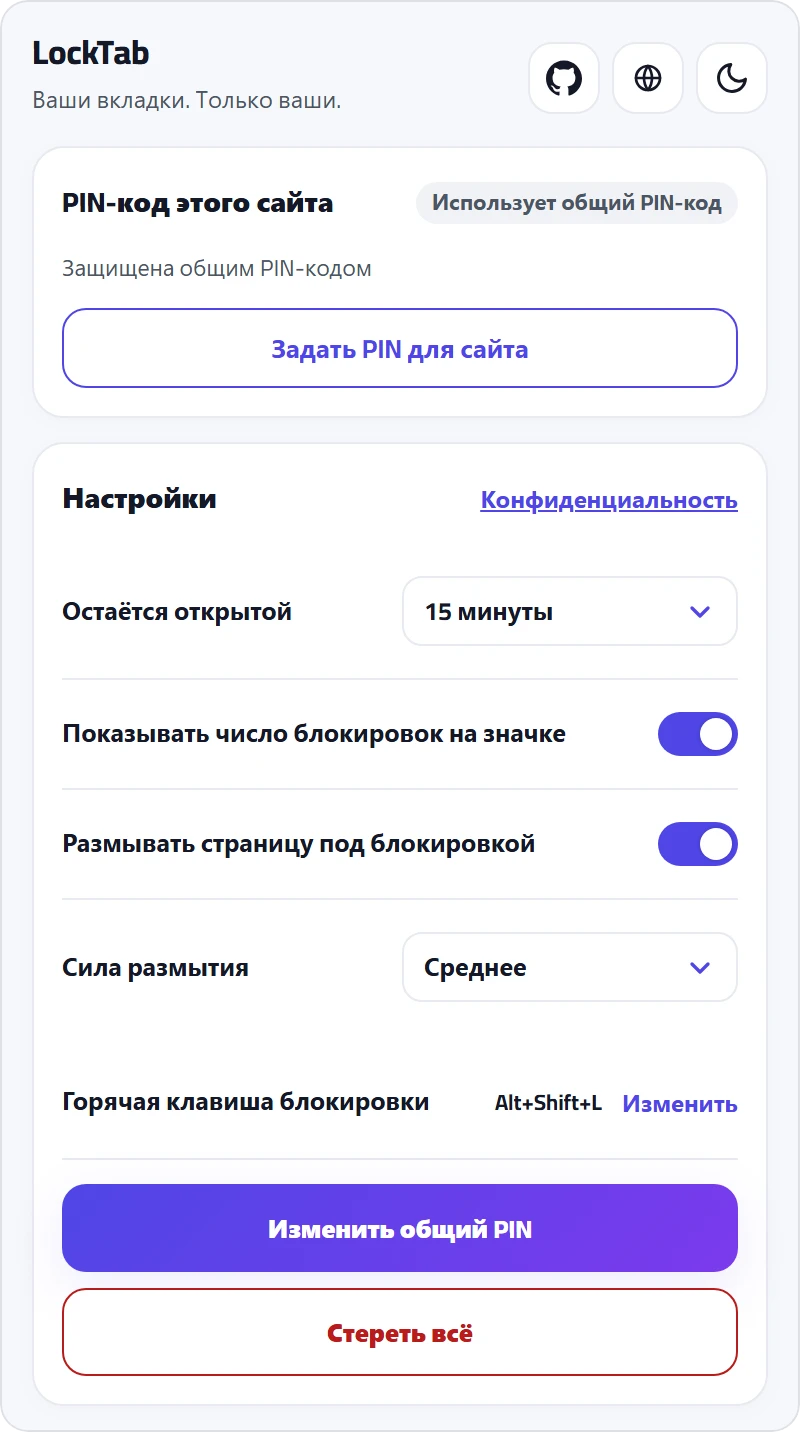 LockTab
Ваши вкладки. Только ваши.
PIN-код этого сайта
Использует общий PIN-код
Защищена общим PIN-кодом
Задать PIN для сайта
Настройки
Конфиденциальность
Остаётся открытой
15 минуты
Показывать число блокировок на значке
Размывать страницу под блокировкой
Сила размытия
Среднее
Горячая клавиша блокировки
Alt+Shift+L
Изменить
Изменить общий PIN
Стереть всё